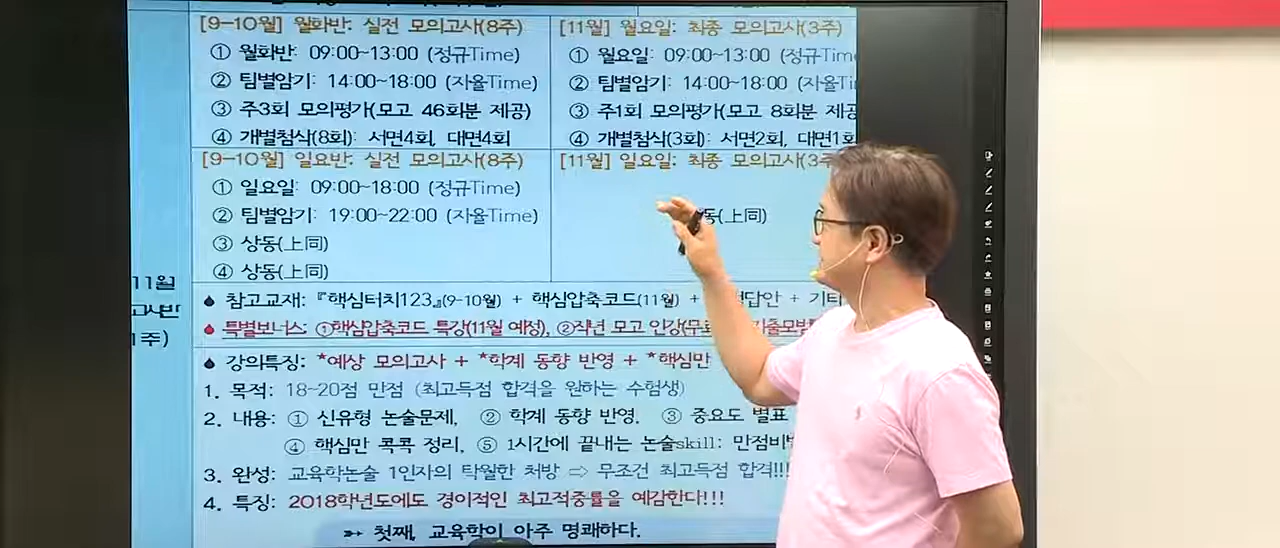 [9-10월] 월화반: 실전 모의고사(8주)
① 월화반: 09:00~13:00 (정규Time)
② 팀별암기: 14:00~18:00 (자율Time)
③ 주3회 모의평가(모고 46회분 제공)
④ 개별첨식(8회): 서면4회, 대면4회
[11월] 월요일: 최종 모의고사(3주)
① 월요일: 09:00~13:00 (정규Tim
② 팀별암기: 14:00~18:00 (자율Ti
③ 주1회 모의평가(모고 8회분 제공
④ 개별첨식(3회): 서면2회, 대면1회
[9-10월] 일요반: 실전 모의고사(8주)
① 일요일: 09:00~18:00 (정규Time)
② 팀별암기: 19:00~22:00 (자율Time)
③ 상동(上同)
④ 상동(上同)
[11월] 일요일: 최종 모의고사(3주
동(上同)
11월
고사반
주)
참고교재: 『핵심터치123』(9-10월) + 핵심압축코드(11월) + 답안 + 기타
특별보너스: ①핵심압축코드 특강(11월 예정), ②작년 모고 인강(무료 기출모범
강의특징: *예상 모의고사 + *학계 동향 반영 + *핵심만
1. 목적: 18~20점 만점 (최고득점 합격을 원하는 수험생)
2. 내용: ① 신유형 논술문제, ② 학계 동향 반영, ③ 중요도 별표
④ 핵심만 콕콕 정리, ⑤ 1시간에 끝내는 논술skill: 만점비법
3. 완성: 교육학논술 1인자의 탁월한 처방 ⇨ 무조건 최고득점 합격!!!
4. 특징: 2018학년도에도 경이적인 최고적중률을 예감한다!!!
➳ 첫째, 교육학이 아주 명쾌하다.